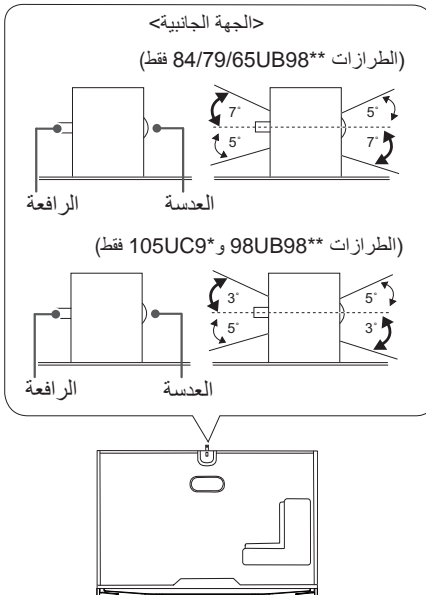 <الجهة الجانبية>
(الطرازات **84/79/65UB98 فقط)
7˚ 5˚
5˚ 7˚
الرافعة العدسة
(الطرازات **98UB98 و*105UC9 فقط)
3˚ 5˚
5˚ 3˚
الرافعة العدسة